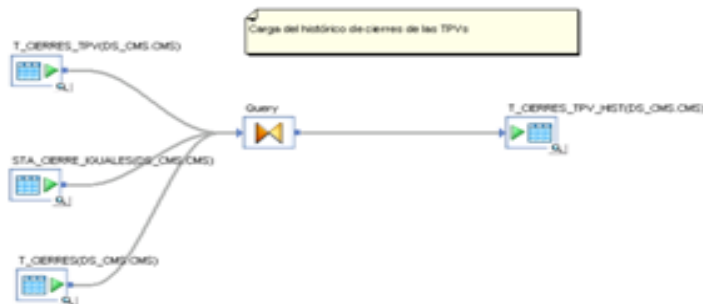 Carga del histórico de cierres de las TPVs
T_CIERRES_TPV(DS_CMS.CMS)
Query
T_CIERRES_TPV_HIST(DS_CMS.CMS)
STA_CIERRE_IGUALES(DS_CMS.CMS)
T_CIERRES(DS_CMS.CMS)